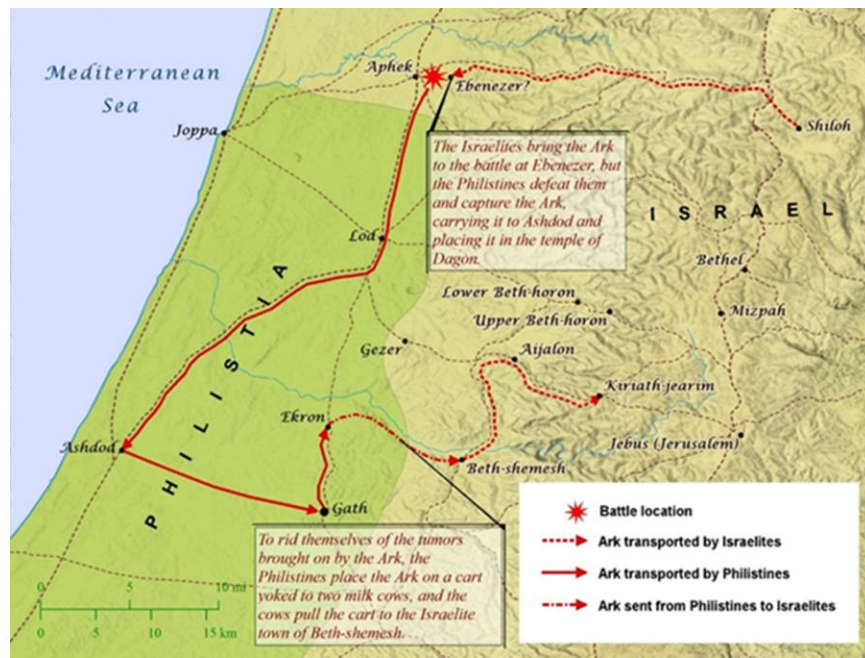 Mediterranean
Sea
Aphek
Ebenezer?
Shiloh
Joppa
The Israelites bring the Ark
to the battle at Ebenezer, but
the Philistines defeat them
and capture the Ark,
carrying it to Ashdod and
placing it in the temple of
Dagon.
ISRAEL
Lod
Bethel
Lower Beth-horon
Upper Beth-horon
Mizpah
PHILISTIA
Gezer
Aijalon
Kiriath-jearim
Ekron
Jebus (Jerusalem)
Ashdod
Beth-shemesh
Gath
To rid themselves of the tumors
brought on by the Ark, the
Philistines place the Ark on a cart
yoked to two milk cows, and the
cows pull the cart to the Israelite
town of Beth-shemesh.
Battle location
Ark transported by Israelites
Ark transported by Philistines
Ark sent from Philistines to Israelites
0 5 10 mi
0 5 10 15 km